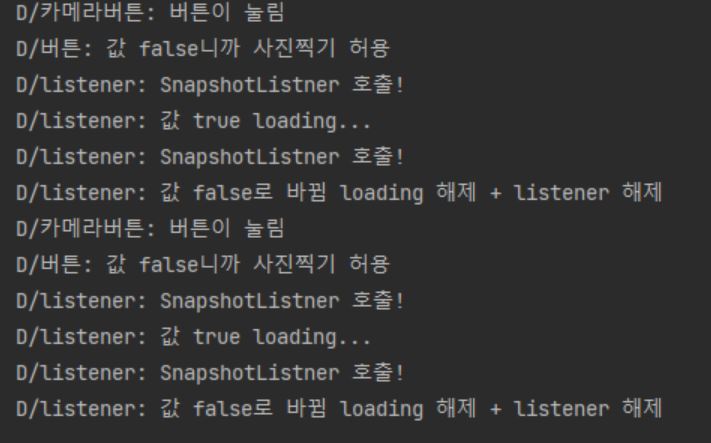 D/카메라버튼: 버튼이 눌림
D/버튼: 값 false니까 사진찍기 허용
D/listener: SnapshotListner 호출!
D/listener: 값 true loading...
D/listener: SnapshotListner 호출!
D/listener: 값 false로 바뀜 loading 해제 + listener 해제
D/카메라버튼: 버튼이 눌림
D/버튼: 값 false니까 사진찍기 허용
D/listener: SnapshotListner 호출!
D/listener: 값 true loading...
D/listener: SnapshotListner 호출!
D/listener: 값 false로 바뀜 loading 해제 + listener 해제